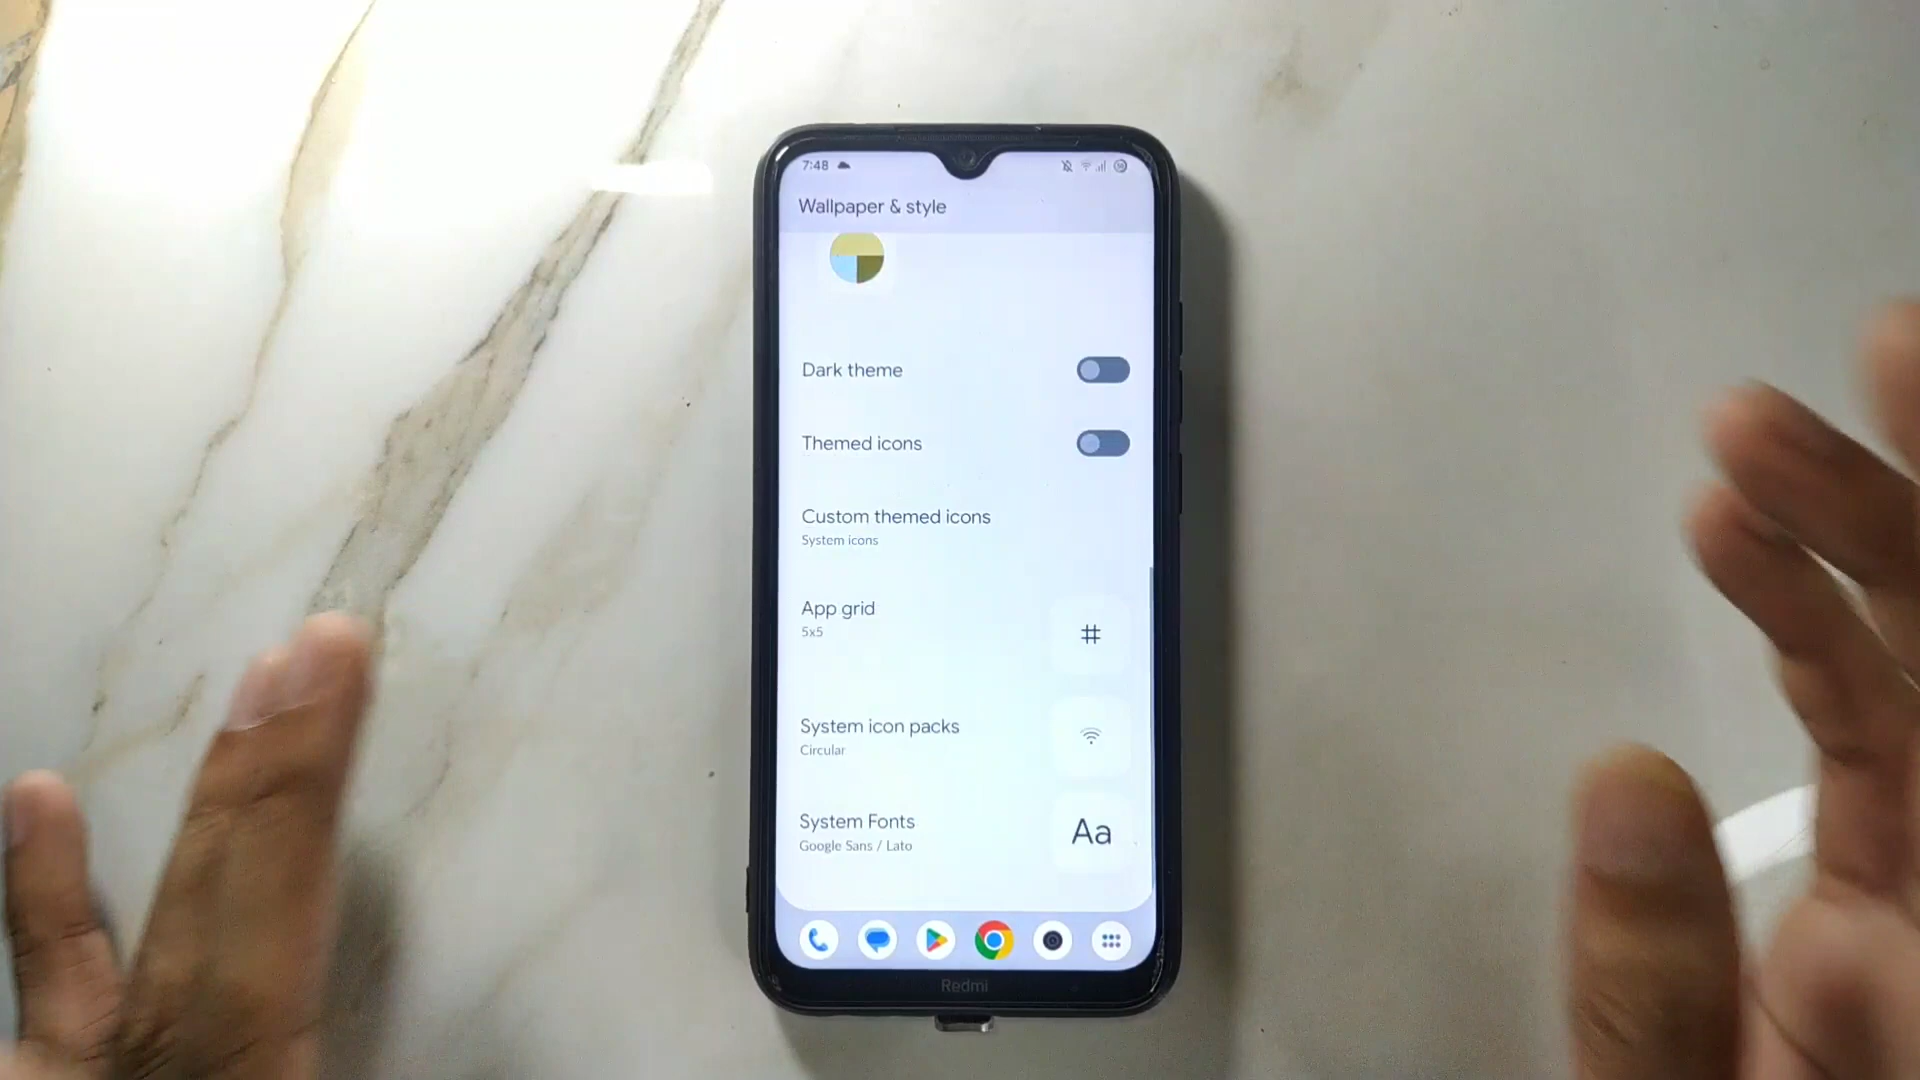 7:48
Wallpaper & style
Dark theme
Themed icons
Custom themed icons
System icons
App grid
5x5
System icon packs
Circular
System Fonts
Google Sans / Lato
Aa
Redmi